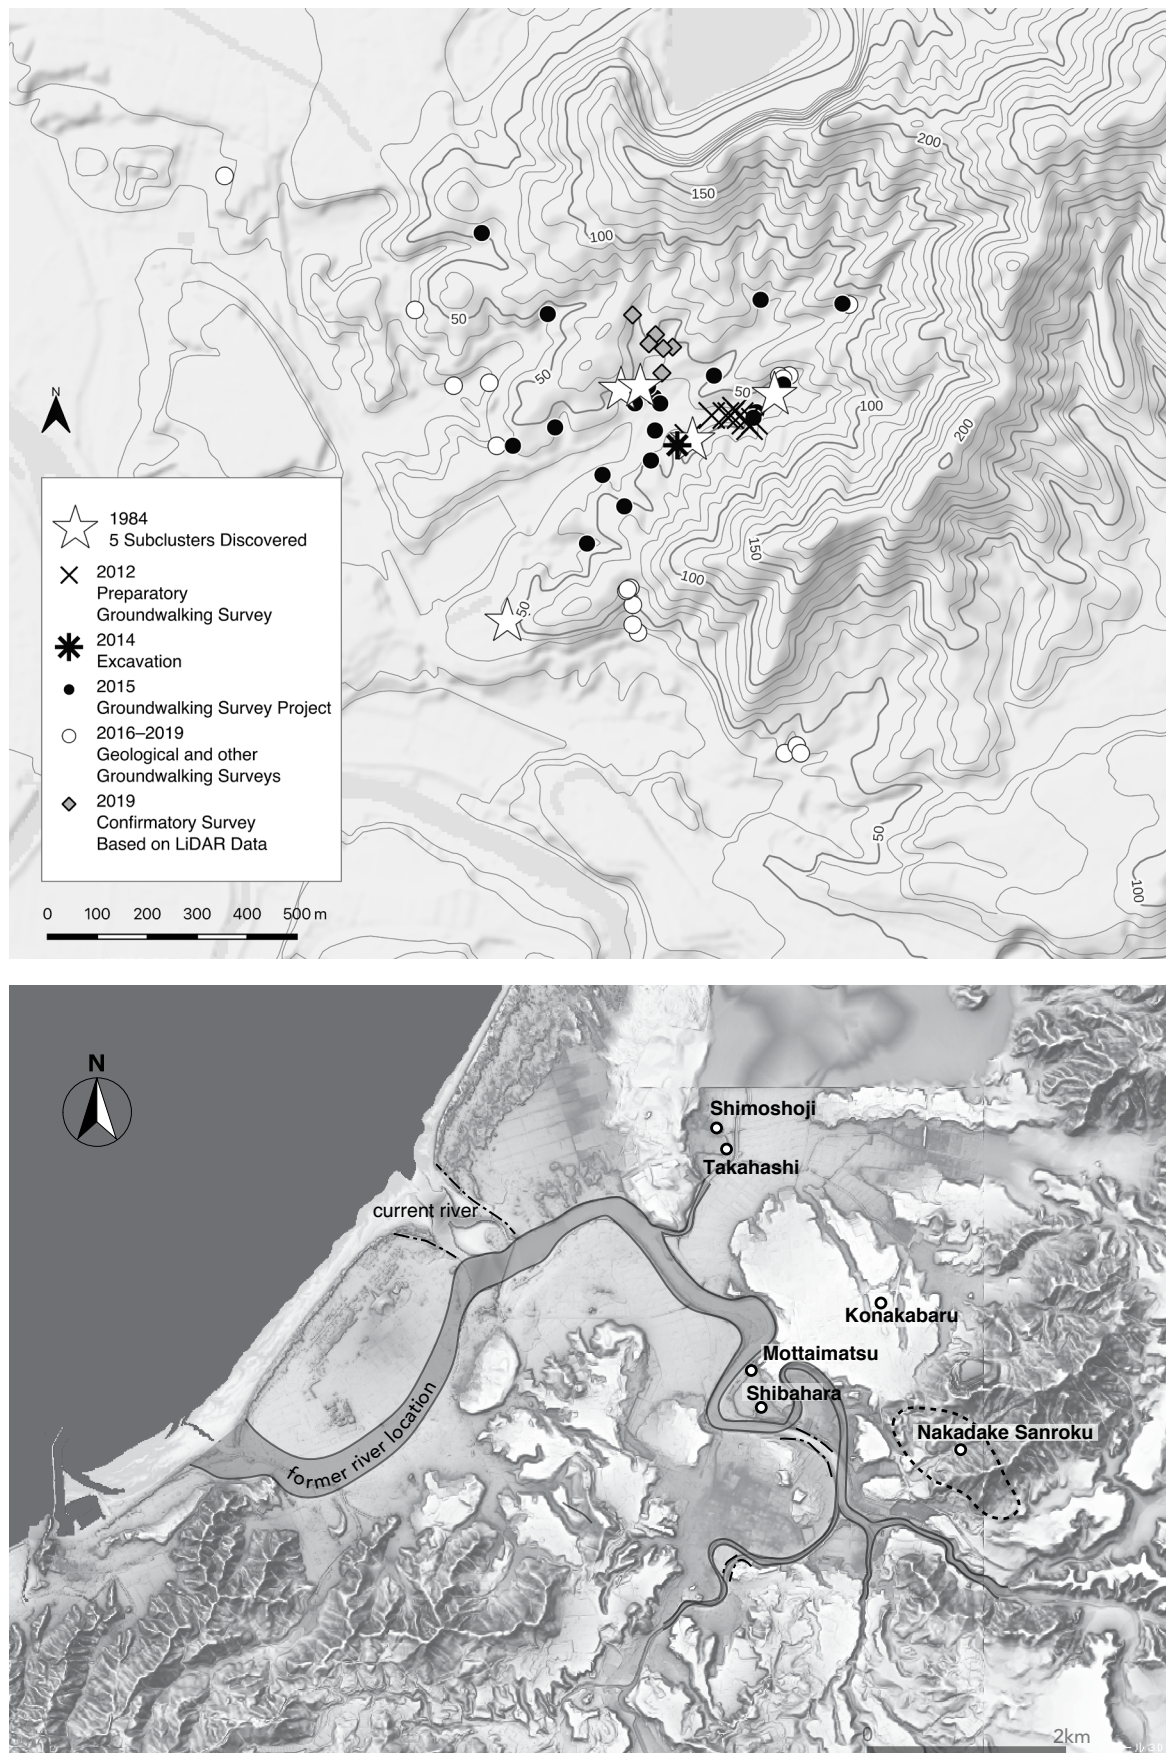 200
150
100
50
50
50
100
200
150
100
50
50
100
N
1984
5 Subclusters Discovered
2012
Preparatory
Groundwalking Survey
2014
Excavation
2015
Groundwalking Survey Project
2016–2019
Geological and other
Groundwalking Surveys
2019
Confirmatory Survey
Based on LiDAR Data
0 100 200 300 400 500 m
N
Shimoshoji
Takahashi
current river
Konakabaru
Mottaimatsu
Shibahara
Nakadake Sanroku
former river location
0 2km